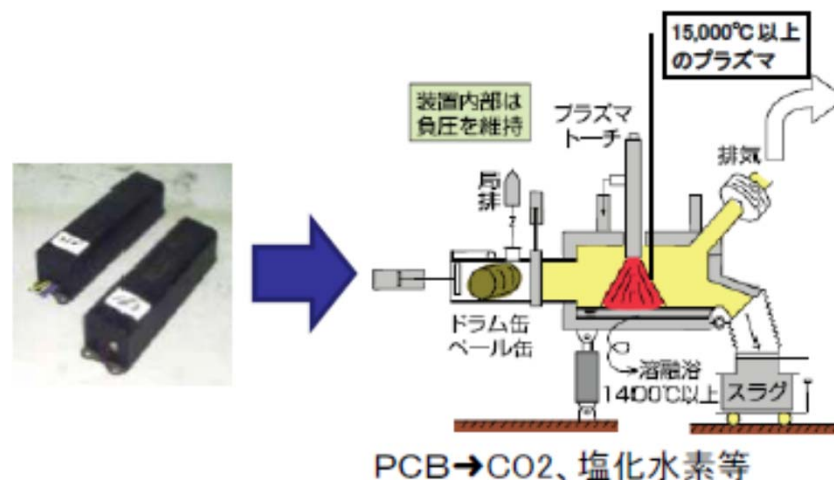 15,000℃以上
のプラズマ
装置内部は
負圧を維持
プラズマ
トーチ
排気
局
排
ドラム缶
ペール缶
溶融浴
1400℃以上
スラグ
PCB➔CO2、塩化水素等